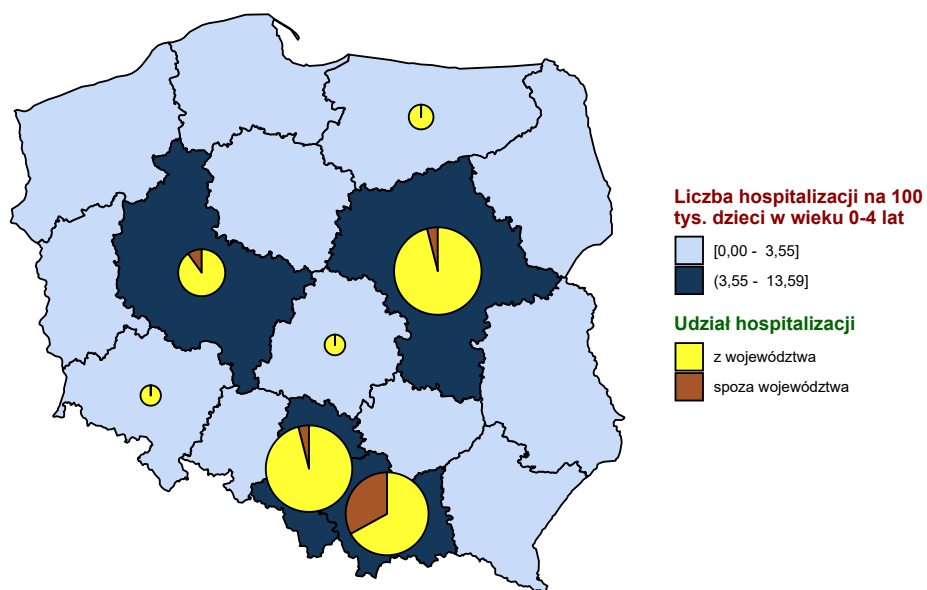 Liczba hospitalizacji na 100
tys. dzieci w wieku 0-4 lat
[0,00 - 3,55]
(3,55 - 13,59]
Udział hospitalizacji
z województwa
spoza województwa